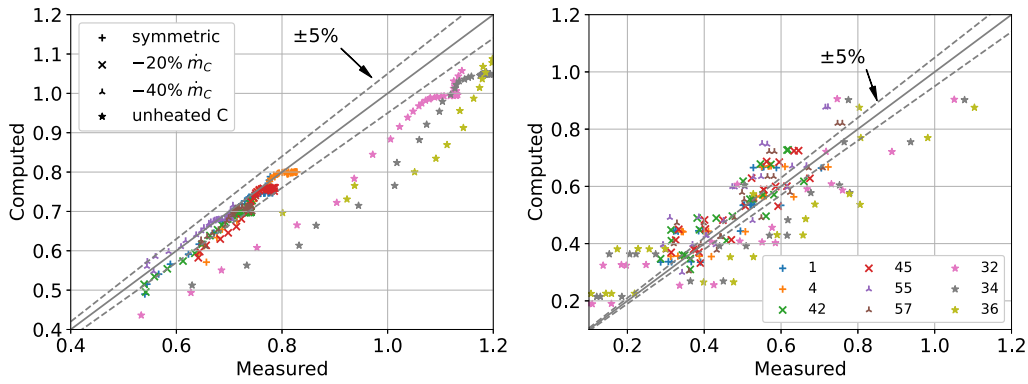 1.2
1.1
1.0
0.9
0.8
0.7
0.6
0.5
0.4
Computed
symmetric
−20% ṁC
−40% ṁC
unheated C
±5%
0.4 0.6 0.8 1.0 1.2
Measured
1.2
1.0
0.8
0.6
0.4
0.2
Computed
±5%
1 45 32
4 55 34
42 57 36
0.2 0.4 0.6 0.8 1.0 1.2
Measured